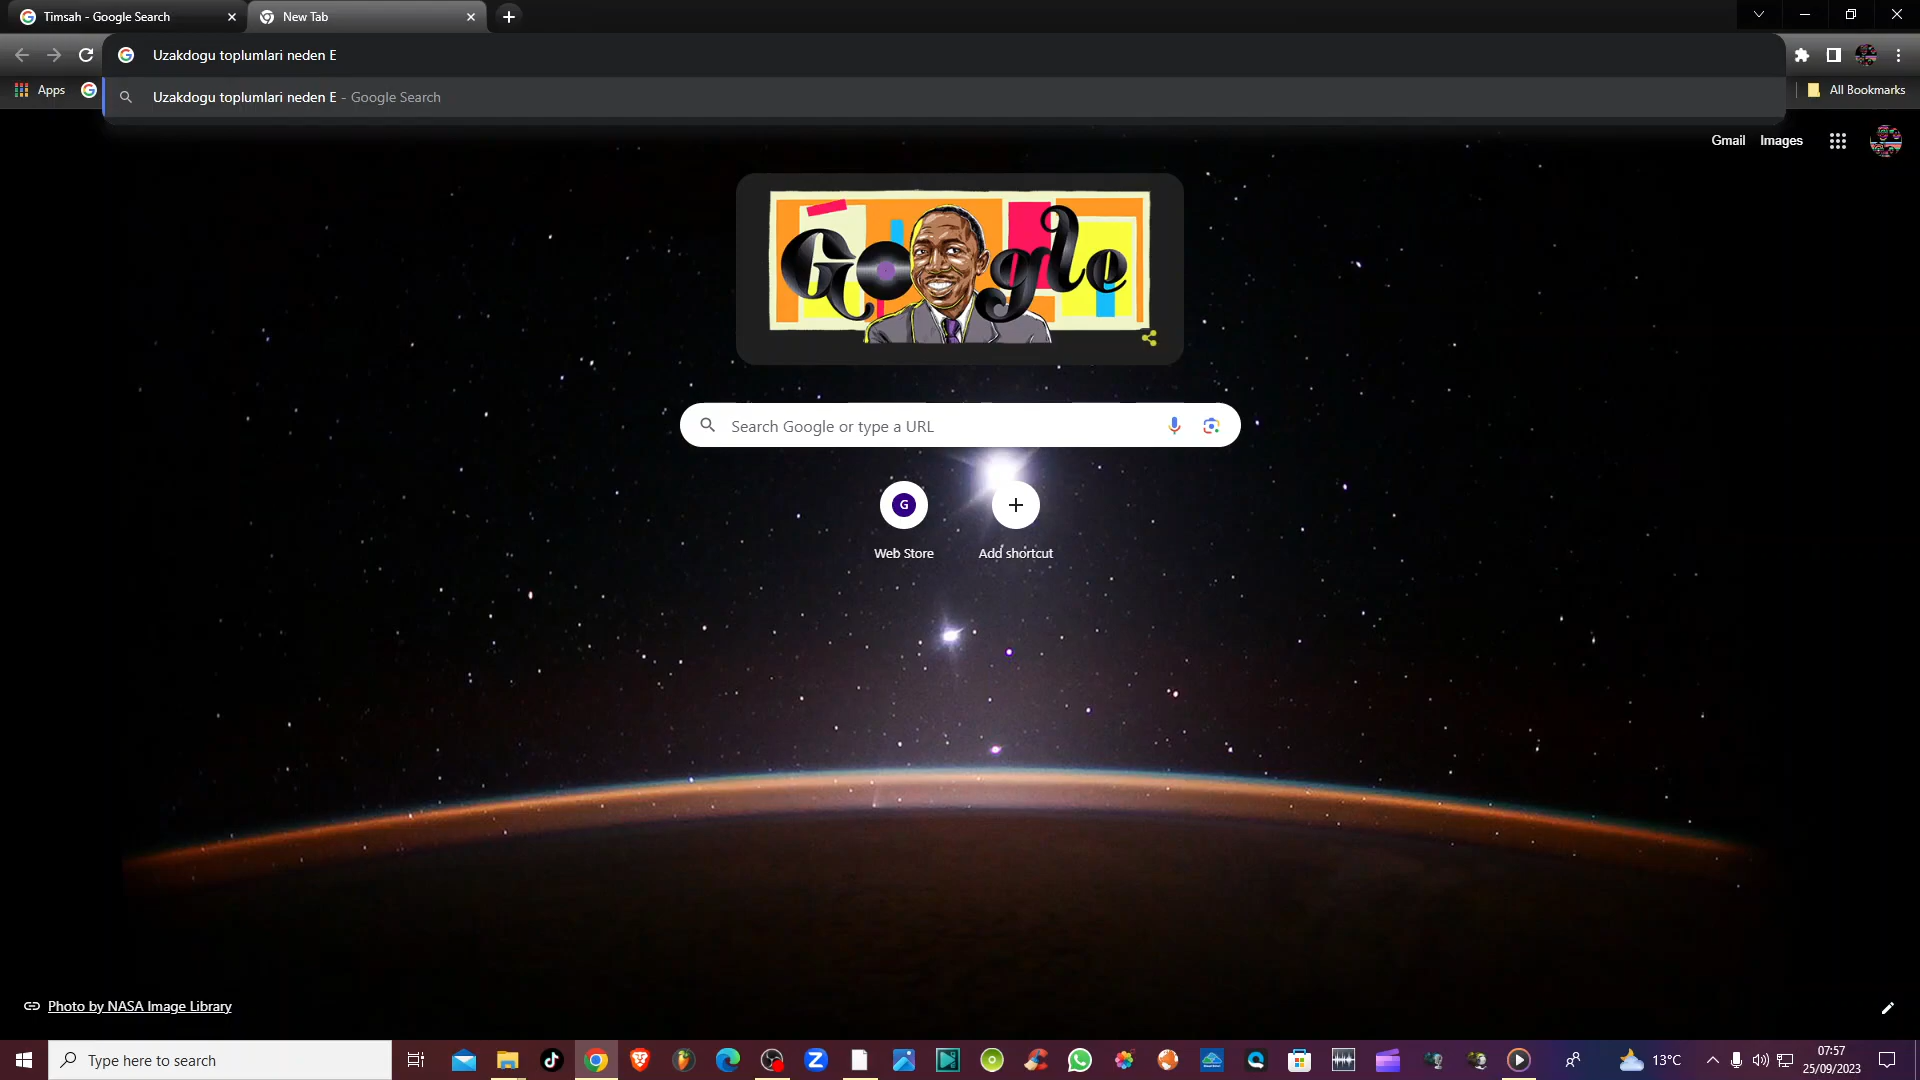 Timsah - Google Search
New Tab
Uzakdogu toplumlari neden E
Apps
Uzakdogu toplumlari neden E - Google Search
All Bookmarks
Gmail
Images
Google
Search Google or type a URL
G
Web Store
Add shortcut
Photo by NASA Image Library
Type here to search
13°C
07:57
25/09/2023